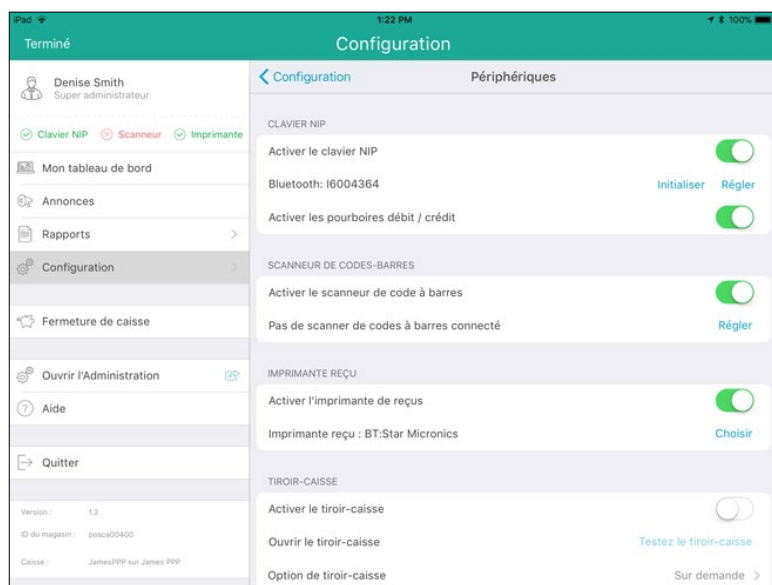 iPad 1:22 PM 100%
Terminé Configuration
Denise Smith
Super administrateur
Clavier NIP Scanneur Imprimante
Mon tableau de bord
Annonces
Rapports
Configuration
Fermeture de caisse
Ouvrir l'Administration
Aide
Quitter
Version : 1.2
ID du magasin : posca00400
Caisse : JamesPPP sur James PPP
Configuration Périphériques
CLAVIER NIP
Activer le clavier NIP
Bluetooth: I6004364 Initialiser Régler
Activer les pourboires débit / crédit
SCANNEUR DE CODES-BARRES
Activer le scanneur de code à barres
Pas de scanner de codes à barres connecté Régler
IMPRIMANTE REÇU
Activer l'imprimante de reçus
Imprimante reçu : BT:Star Micronics Choisir
TIROIR-CAISSE
Activer le tiroir-caisse
Ouvrir le tiroir-caisse Testez le tiroir-caisse
Option de tiroir-caisse Sur demande